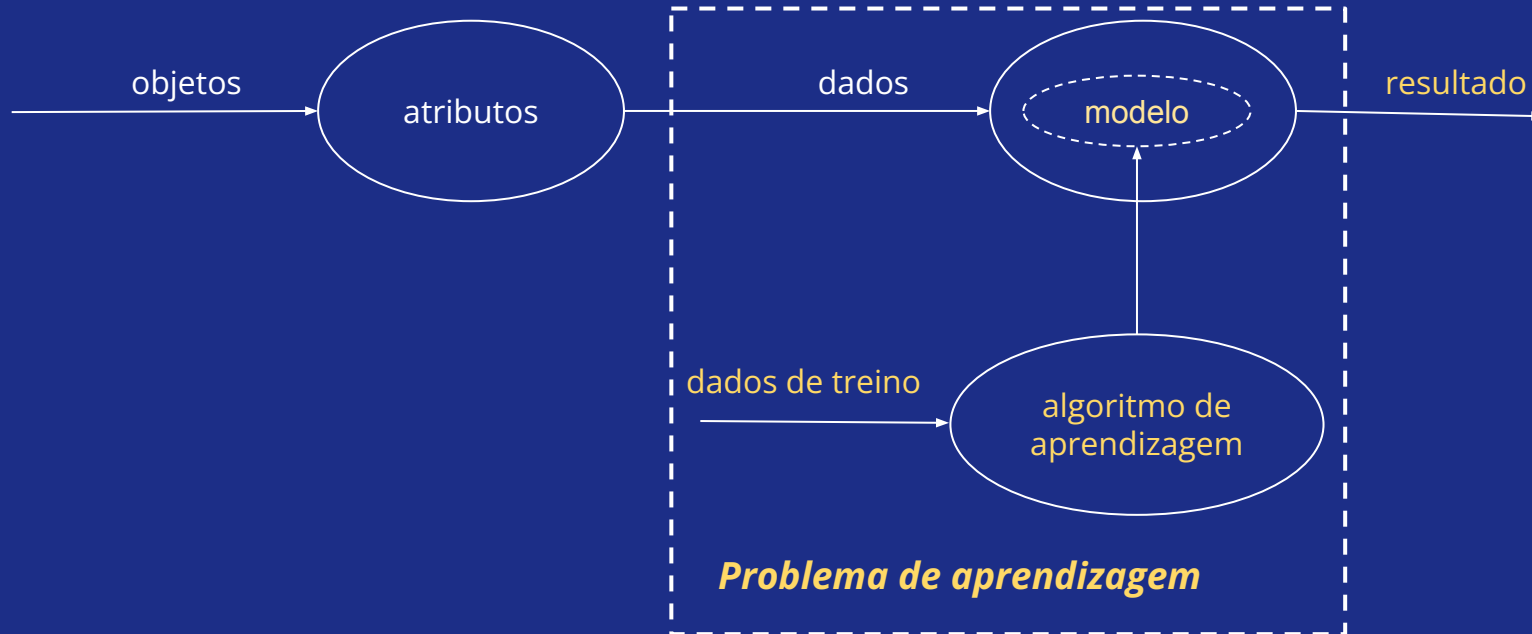 objetos
atributos
dados
modelo
resultado
dados de treino
algoritmo de
aprendizagem
Problema de aprendizagem